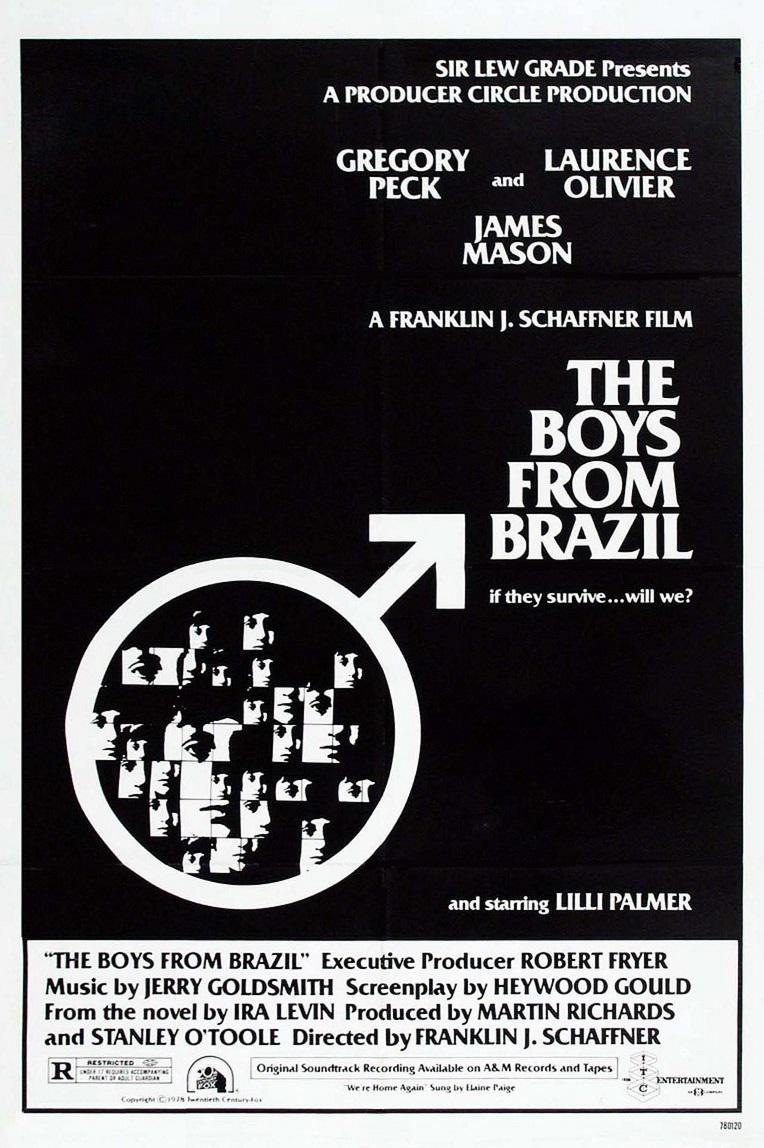 SIR LEW GRADE Presents
A PRODUCER CIRCLE PRODUCTION
GREGORY PECK and LAURENCE OLIVIER
JAMES
MASON
A FRANKLIN J. SCHAFFNER FILM
THE
BOYS
FROM
BRAZIL
if they survive...will we?
and starring LILLI PALMER
"THE BOYS FROM BRAZIL" Executive Producer ROBERT FRYER
Music by JERRY GOLDSMITH Screenplay by HEYWOOD GOULD
From the novel by IRA LEVIN Produced by MARTIN RICHARDS
and STANLEY O'TOOLE Directed by FRANKLIN J. SCHAFFNER
R RESTRICTED
UNDER 17 REQUIRES ACCOMPANYING
PARENT OR ADULT GUARDIAN
FOX
Original Soundtrack Recording Available on A&M Records and Tapes
"We're Home Again" Sung by Elaine Paige
ITC ENTERTAINMENT
Copyright © 1978 Twentieth Century-Fox
780120